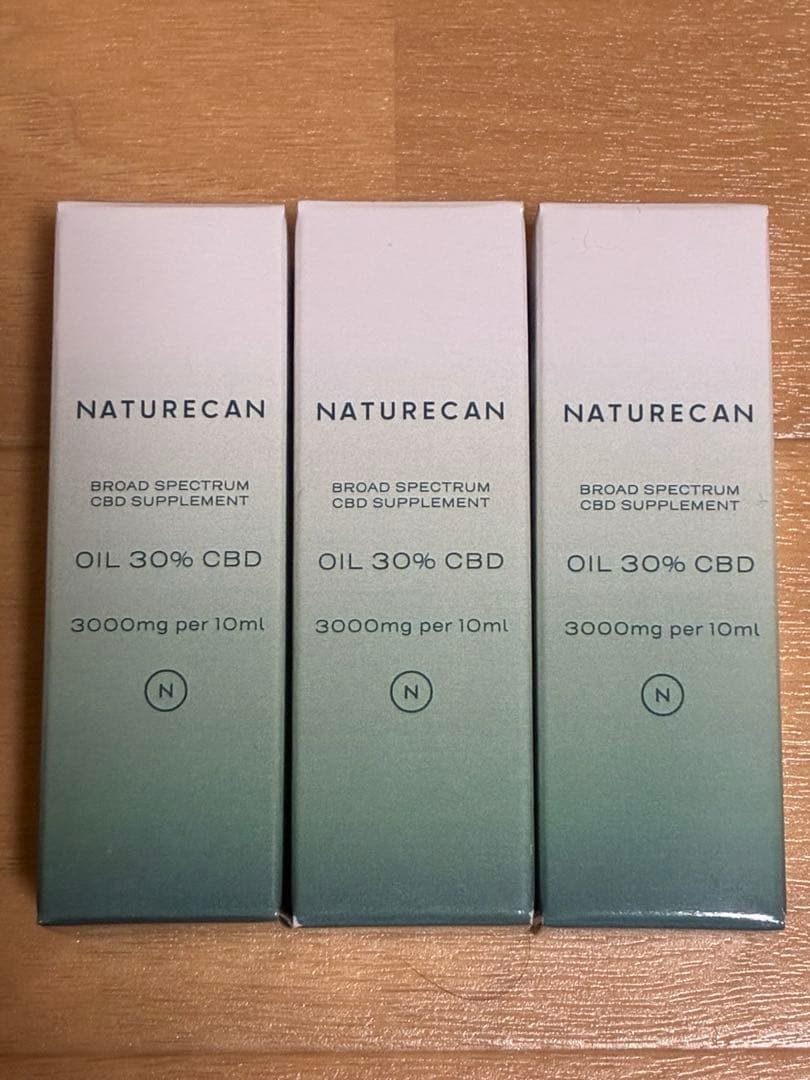 NATURECAN
BROAD SPECTRUM
CBD SUPPLEMENT
OIL 30% CBD
3000mg per 10ml
N
NATURECAN
BROAD SPECTRUM
CBD SUPPLEMENT
OIL 30% CBD
3000mg per 10ml
N
NATURECAN
BROAD SPECTRUM
CBD SUPPLEMENT
OIL 30% CBD
3000mg per 10ml
N